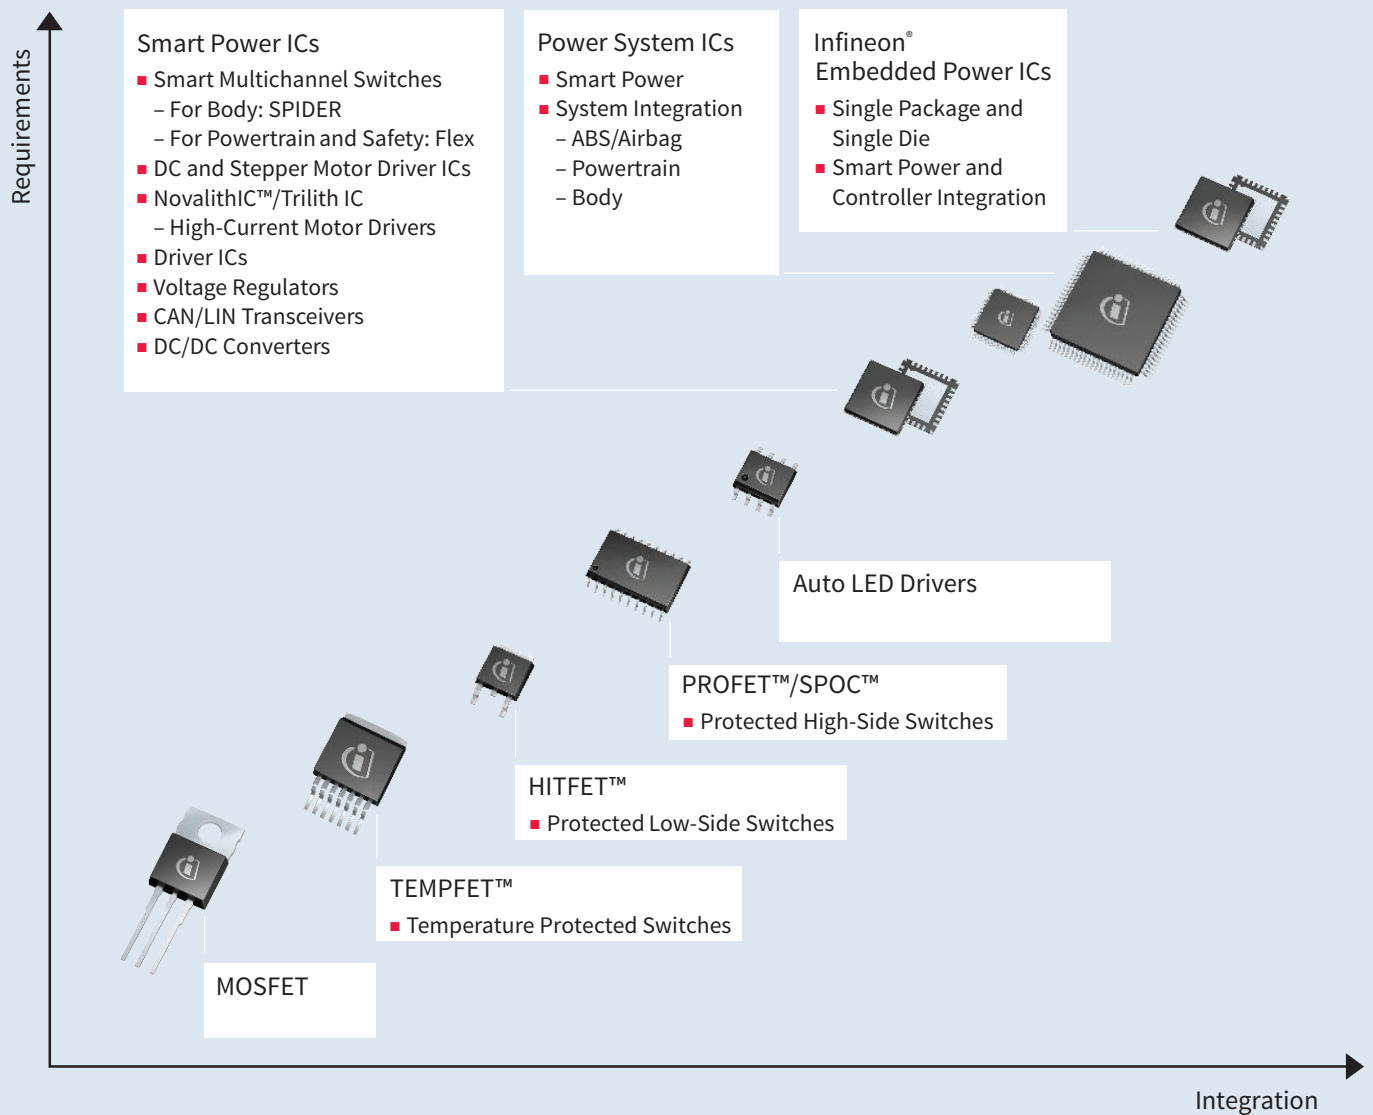 Requirements
Smart Power ICs
■ Smart Multichannel Switches
– For Body: SPIDER
– For Powertrain and Safety: Flex
■ DC and Stepper Motor Driver ICs
■ NovalithIC™/Trilith IC
– High-Current Motor Drivers
■ Driver ICs
■ Voltage Regulators
■ CAN/LIN Transceivers
■ DC/DC Converters
Power System ICs
■ Smart Power
■ System Integration
– ABS/Airbag
– Powertrain
– Body
Infineon®
Embedded Power ICs
■ Single Package and
Single Die
■ Smart Power and
Controller Integration
Auto LED Drivers
PROFET™/SPOC™
■ Protected High-Side Switches
HITFET™
■ Protected Low-Side Switches
TEMPFET™
■ Temperature Protected Switches
MOSFET
Integration